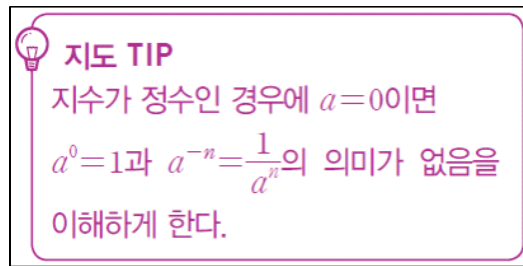 지도 TIP
지수가 정수인 경우에 a=0이면
a⁰=1과 a⁻ⁿ=1/aⁿ의 의미가 없음을
이해하게 한다.